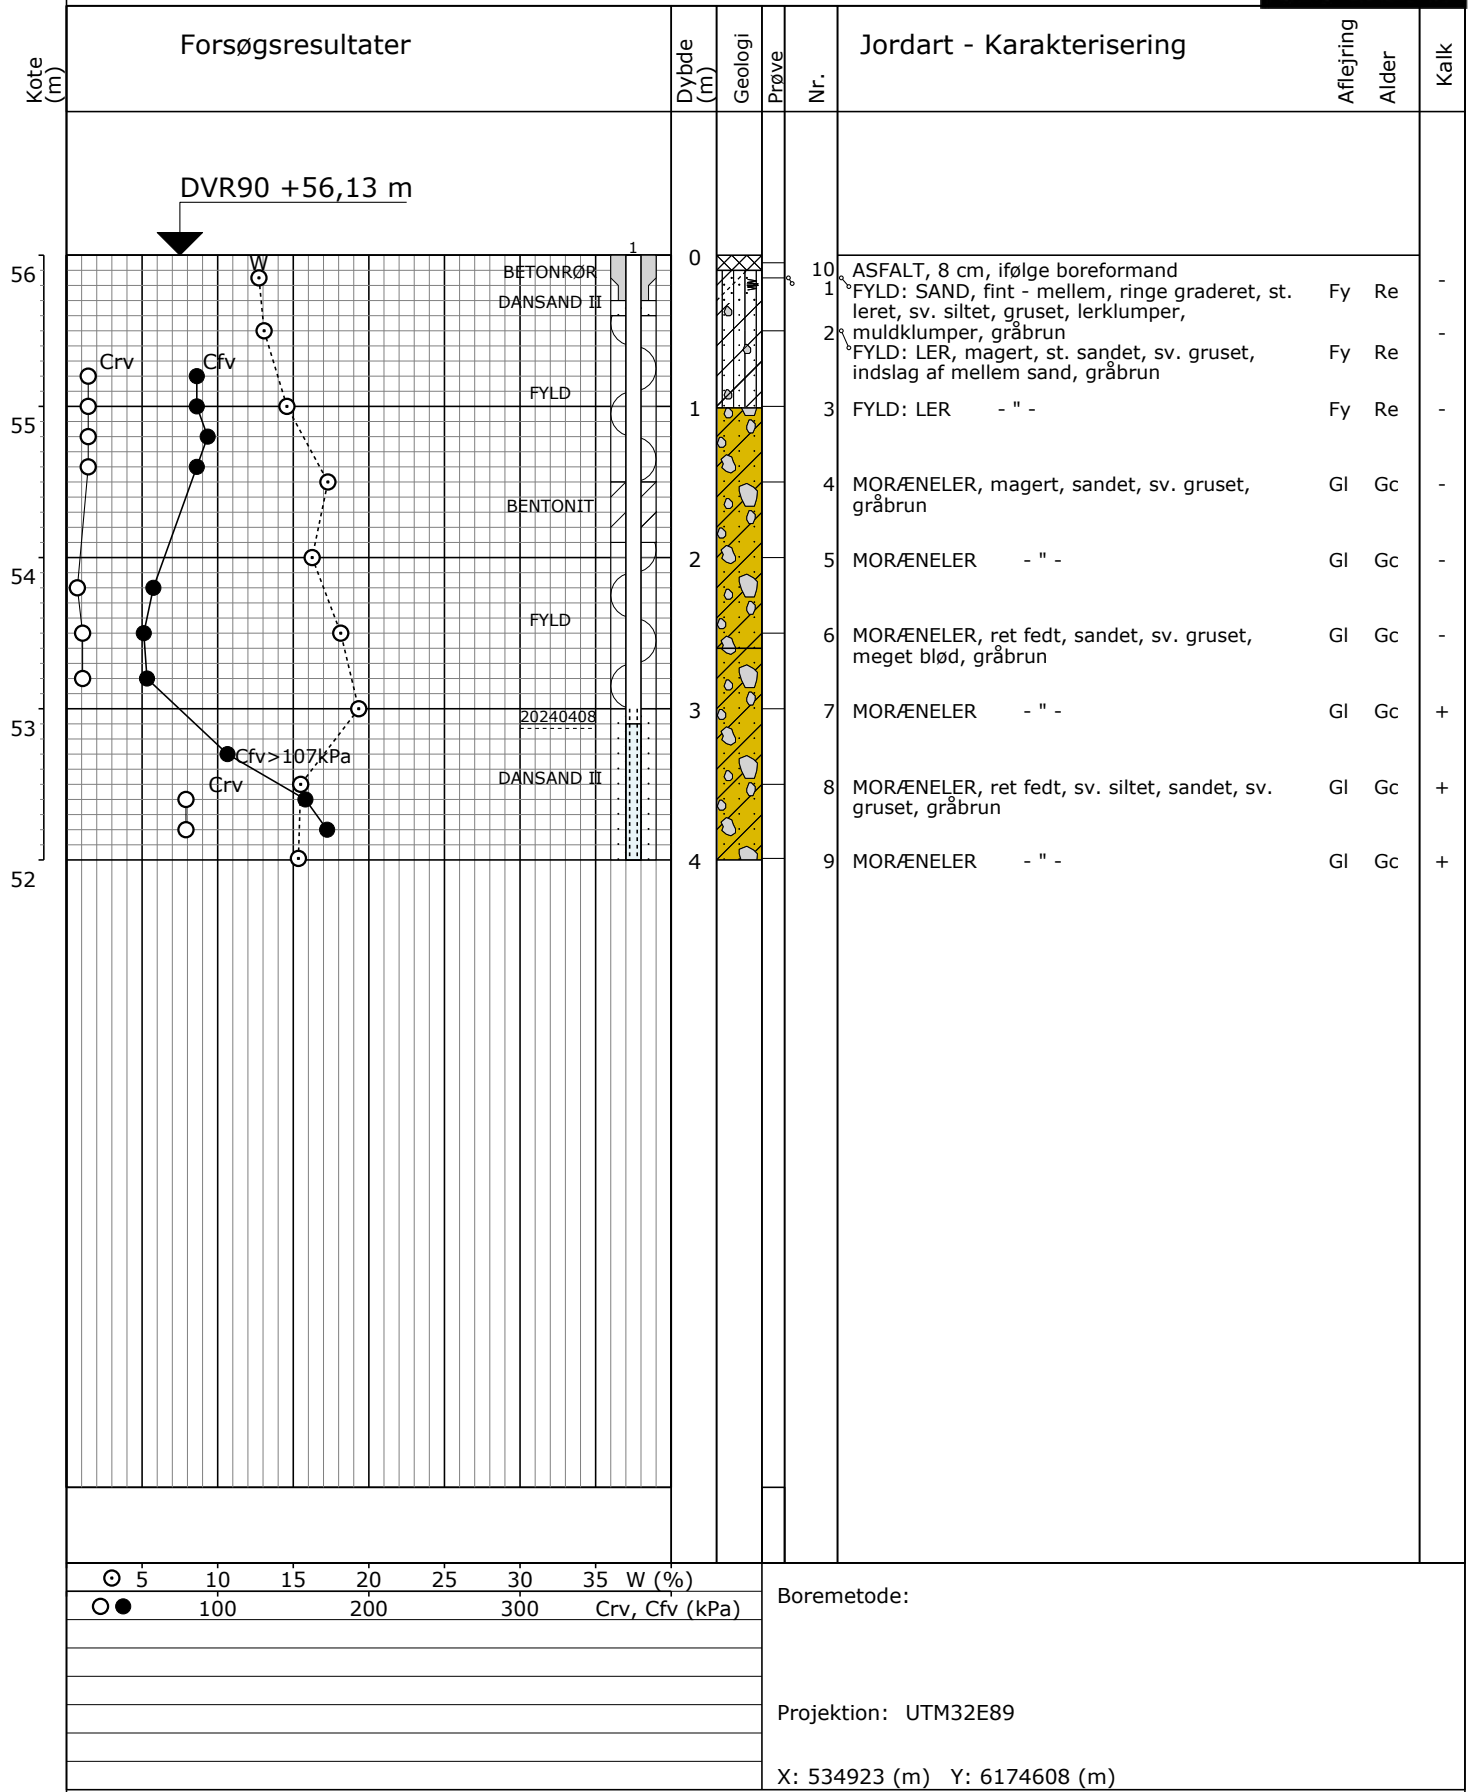 Forsøgsresultater
Jordart - Karakterisering
Kote (m)
Dybde (m)
Geologi
Prøve
Nr.
Aflejring
Alder
Kalk
DVR90 +56,13 m
1
W
BETONRØR
DANSAND II
Crv
Cfv
FYLD
BENTONIT
FYLD
20240408
Cfv>107kPa
Crv
DANSAND II
56
55
54
53
52
0
1
2
3
4
10 ASFALT, 8 cm, ifølge boreformand -
1 FYLD: SAND, fint - mellem, ringe graderet, st. Fy Re
leret, sv. siltet, gruset, lerklumper,
2 muldklumper, gråbrun -
FYLD: LER, magert, st. sandet, sv. gruset, Fy Re
indslag af mellem sand, gråbrun
3 FYLD: LER - " - Fy Re -
4 MORÆNELER, magert, sandet, sv. gruset, Gl Gc -
gråbrun
5 MORÆNELER - " - Gl Gc -
6 MORÆNELER, ret fedt, sandet, sv. gruset, Gl Gc -
meget blød, gråbrun
7 MORÆNELER - " - Gl Gc +
8 MORÆNELER, ret fedt, sv. siltet, sandet, sv. Gl Gc +
gruset, gråbrun
9 MORÆNELER - " - Gl Gc +
5 10 15 20 25 30 35 W (%)
100 200 300 Crv, Cfv (kPa)
Boremetode:
Projektion: UTM32E89
X: 534923 (m) Y: 6174608 (m)